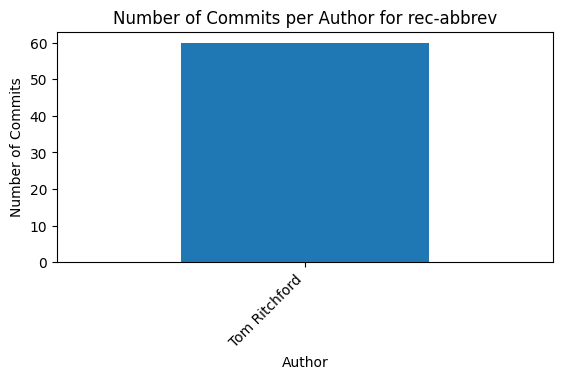 Number of Commits per Author for rec-abbrev
60
50
40
30
20
10
0
Number of Commits
Tom Ritchford
Author